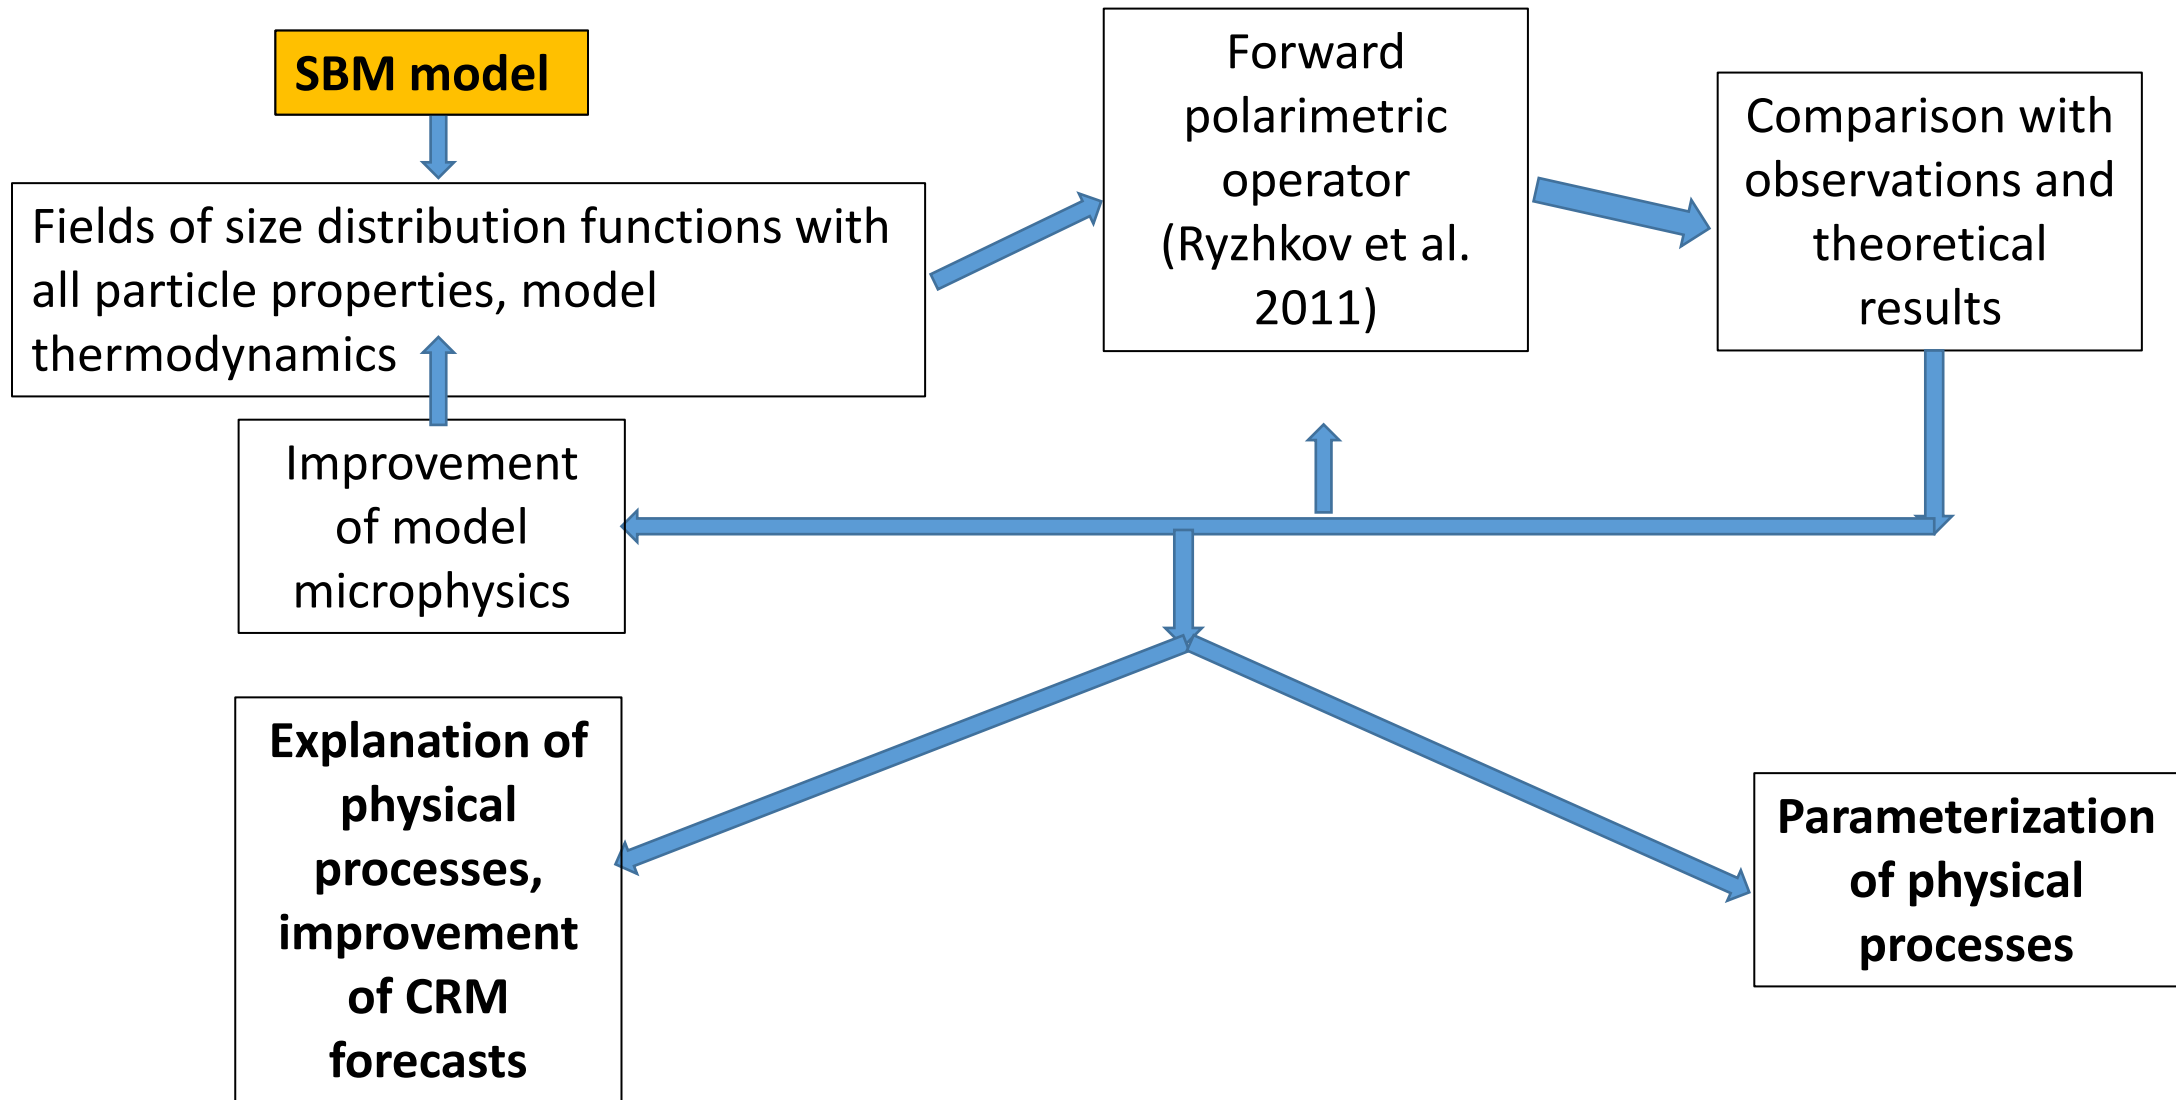 SBM model
Fields of size distribution functions with
all particle properties, model
thermodynamics
Forward
polarimetric
operator
(Ryzhkov et al.
2011)
Comparison with
observations and
theoretical
results
Improvement
of model
microphysics
Explanation of
physical
processes,
improvement
of CRM
forecasts
Parameterization
of physical
processes